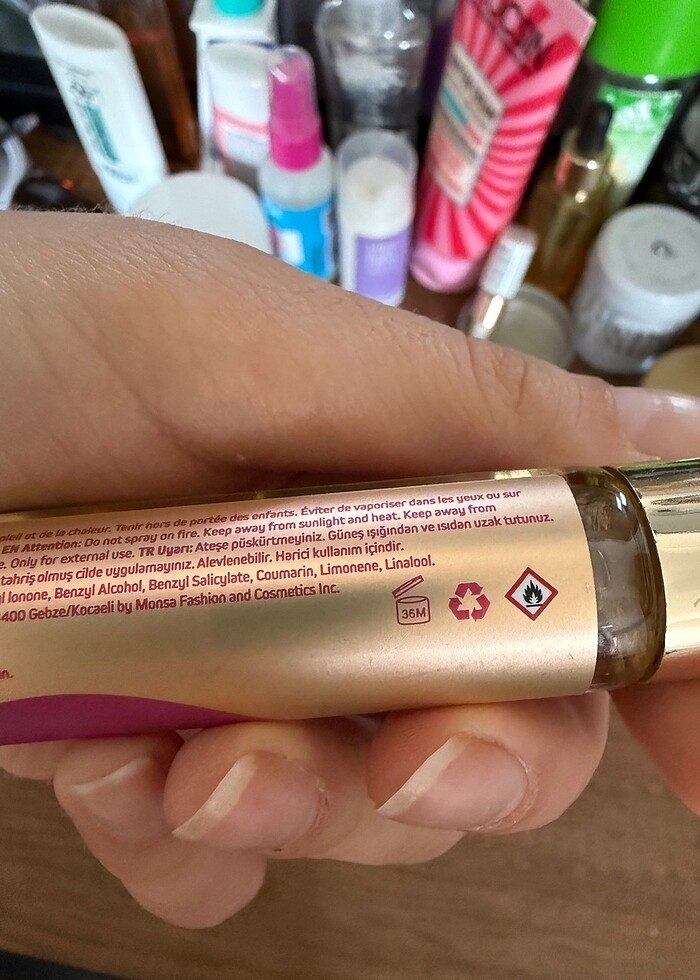 soleil et de la chaleur. Tenir hors de portée des enfants. Éviter de vaporiser dans les yeux ou sur
EN Attention: Do not spray on fire. Keep away from sunlight and heat. Keep away from
Only for external use. TR Uyarı: Ateşe püskürtmeyiniz. Güneş ışığından ve ısıdan uzak tutunuz.
tahriş olmuş cilde uygulamayınız. Alevlenebilir. Harici kullanım içindir.
Ionone, Benzyl Alcohol, Benzyl Salicylate, Coumarin, Limonene, Linalool.
400 Gebze/Kocaeli by Monsa Fashion and Cosmetics Inc.
36M